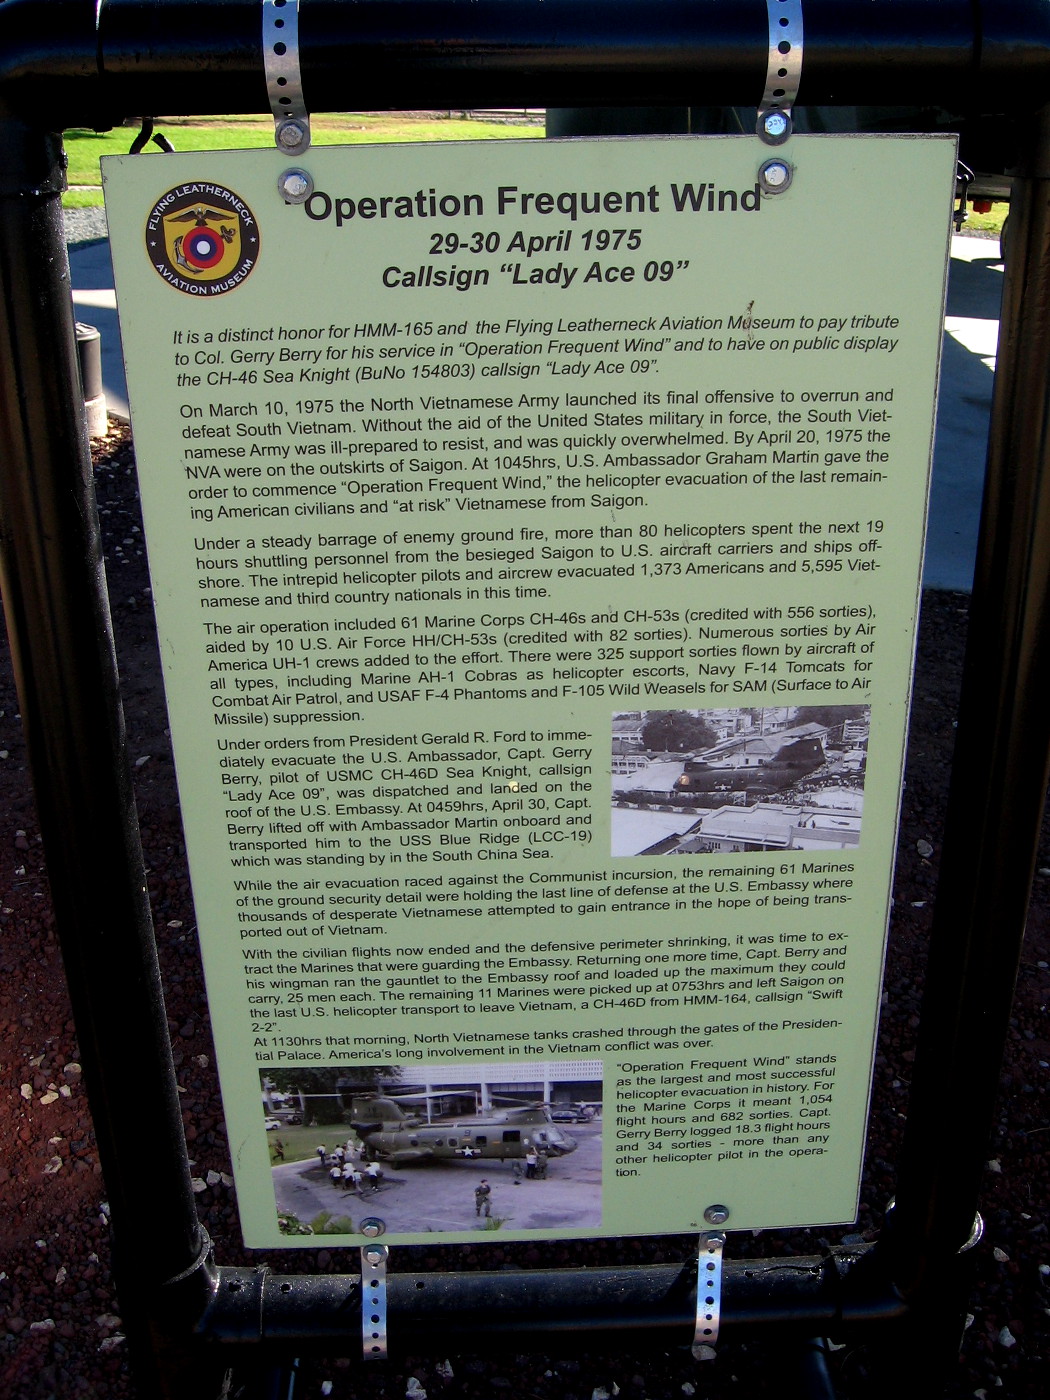 FLYING LEATHERNECK
AVIATION MUSEUM
"Operation Frequent Wind"
29-30 April 1975
Callsign “Lady Ace 09”
It is a distinct honor for HMM-165 and the Flying Leatherneck Aviation Museum to pay tribute
to Col. Gerry Berry for his service in “Operation Frequent Wind” and to have on public display
the CH-46 Sea Knight (BuNo 154803) callsign “Lady Ace 09”.
On March 10, 1975 the North Vietnamese Army launched its final offensive to overrun and
defeat South Vietnam. Without the aid of the United States military in force, the South Viet-
namese Army was ill-prepared to resist, and was quickly overwhelmed. By April 20, 1975 the
NVA were on the outskirts of Saigon. At 1045hrs, U.S. Ambassador Graham Martin gave the
order to commence “Operation Frequent Wind,” the helicopter evacuation of the last remain-
ing American civilians and “at risk” Vietnamese from Saigon.
Under a steady barrage of enemy ground fire, more than 80 helicopters spent the next 19
hours shuttling personnel from the besieged Saigon to U.S. aircraft carriers and ships off-
shore. The intrepid helicopter pilots and aircrew evacuated 1,373 Americans and 5,595 Viet-
namese and third country nationals in this time.
The air operation included 61 Marine Corps CH-46s and CH-53s (credited with 556 sorties),
aided by 10 U.S. Air Force HH/CH-53s (credited with 82 sorties). Numerous sorties by Air
America UH-1 crews added to the effort. There were 325 support sorties flown by aircraft of
all types, including Marine AH-1 Cobras as helicopter escorts, Navy F-14 Tomcats for
Combat Air Patrol, and USAF F-4 Phantoms and F-105 Wild Weasels for SAM (Surface to Air
Missile) suppression.
Under orders from President Gerald R. Ford to imme-
diately evacuate the U.S. Ambassador, Capt. Gerry
Berry, pilot of USMC CH-46D Sea Knight, callsign
“Lady Ace 09”, was dispatched and landed on the
roof of the U.S. Embassy. At 0459hrs, April 30, Capt.
Berry lifted off with Ambassador Martin onboard and
transported him to the USS Blue Ridge (LCC-19)
which was standing by in the South China Sea.
While the air evacuation raced against the Communist incursion, the remaining 61 Marines
of the ground security detail were holding the last line of defense at the U.S. Embassy where
thousands of desperate Vietnamese attempted to gain entrance in the hope of being trans-
ported out of Vietnam.
With the civilian flights now ended and the defensive perimeter shrinking, it was time to ex-
tract the Marines that were guarding the Embassy. Returning one more time, Capt. Berry and
his wingman ran the gauntlet to the Embassy roof and loaded up the maximum they could
carry, 25 men each. The remaining 11 Marines were picked up at 0753hrs and left Saigon on
the last U.S. helicopter transport to leave Vietnam, a CH-46D from HMM-164, callsign “Swift
2-2”.
At 1130hrs that morning, North Vietnamese tanks crashed through the gates of the Presiden-
tial Palace. America's long involvement in the Vietnam conflict was over.
“Operation Frequent Wind” stands
as the largest and most successful
helicopter evacuation in history. For
the Marine Corps it meant 1,054
flight hours and 682 sorties. Capt.
Gerry Berry logged 18.3 flight hours
and 34 sorties - more than any
other helicopter pilot in the opera-
tion.